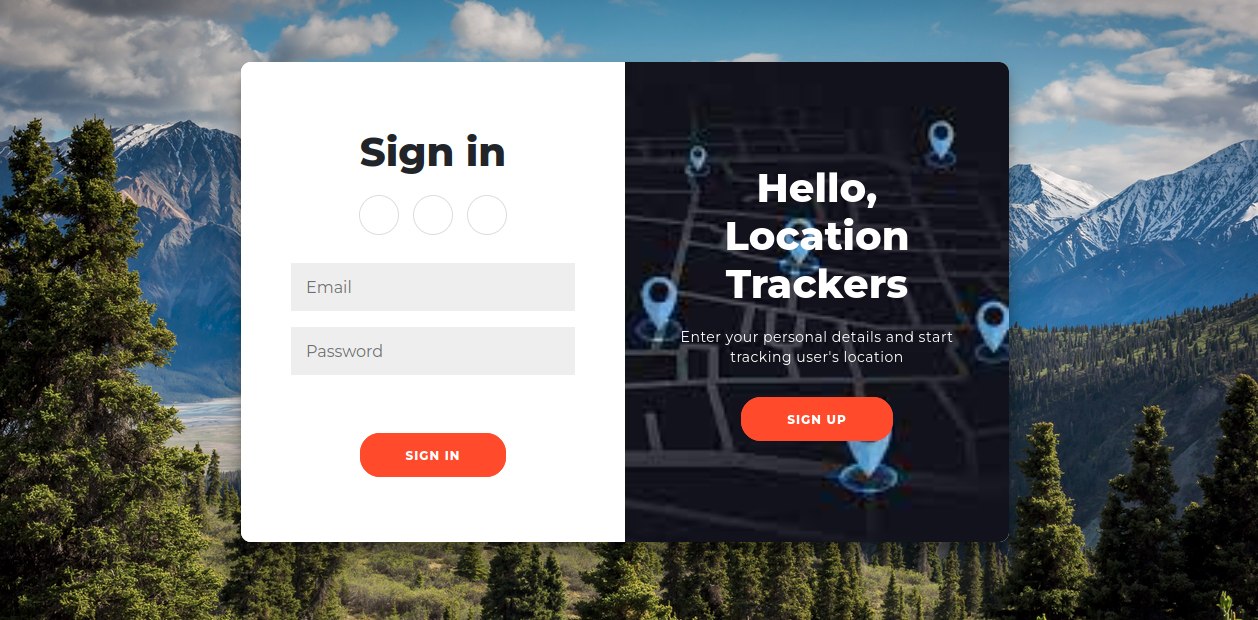 Sign in
Email
Password
SIGN IN
Hello,
Location
Trackers
Enter your personal details and start
tracking user's location
SIGN UP